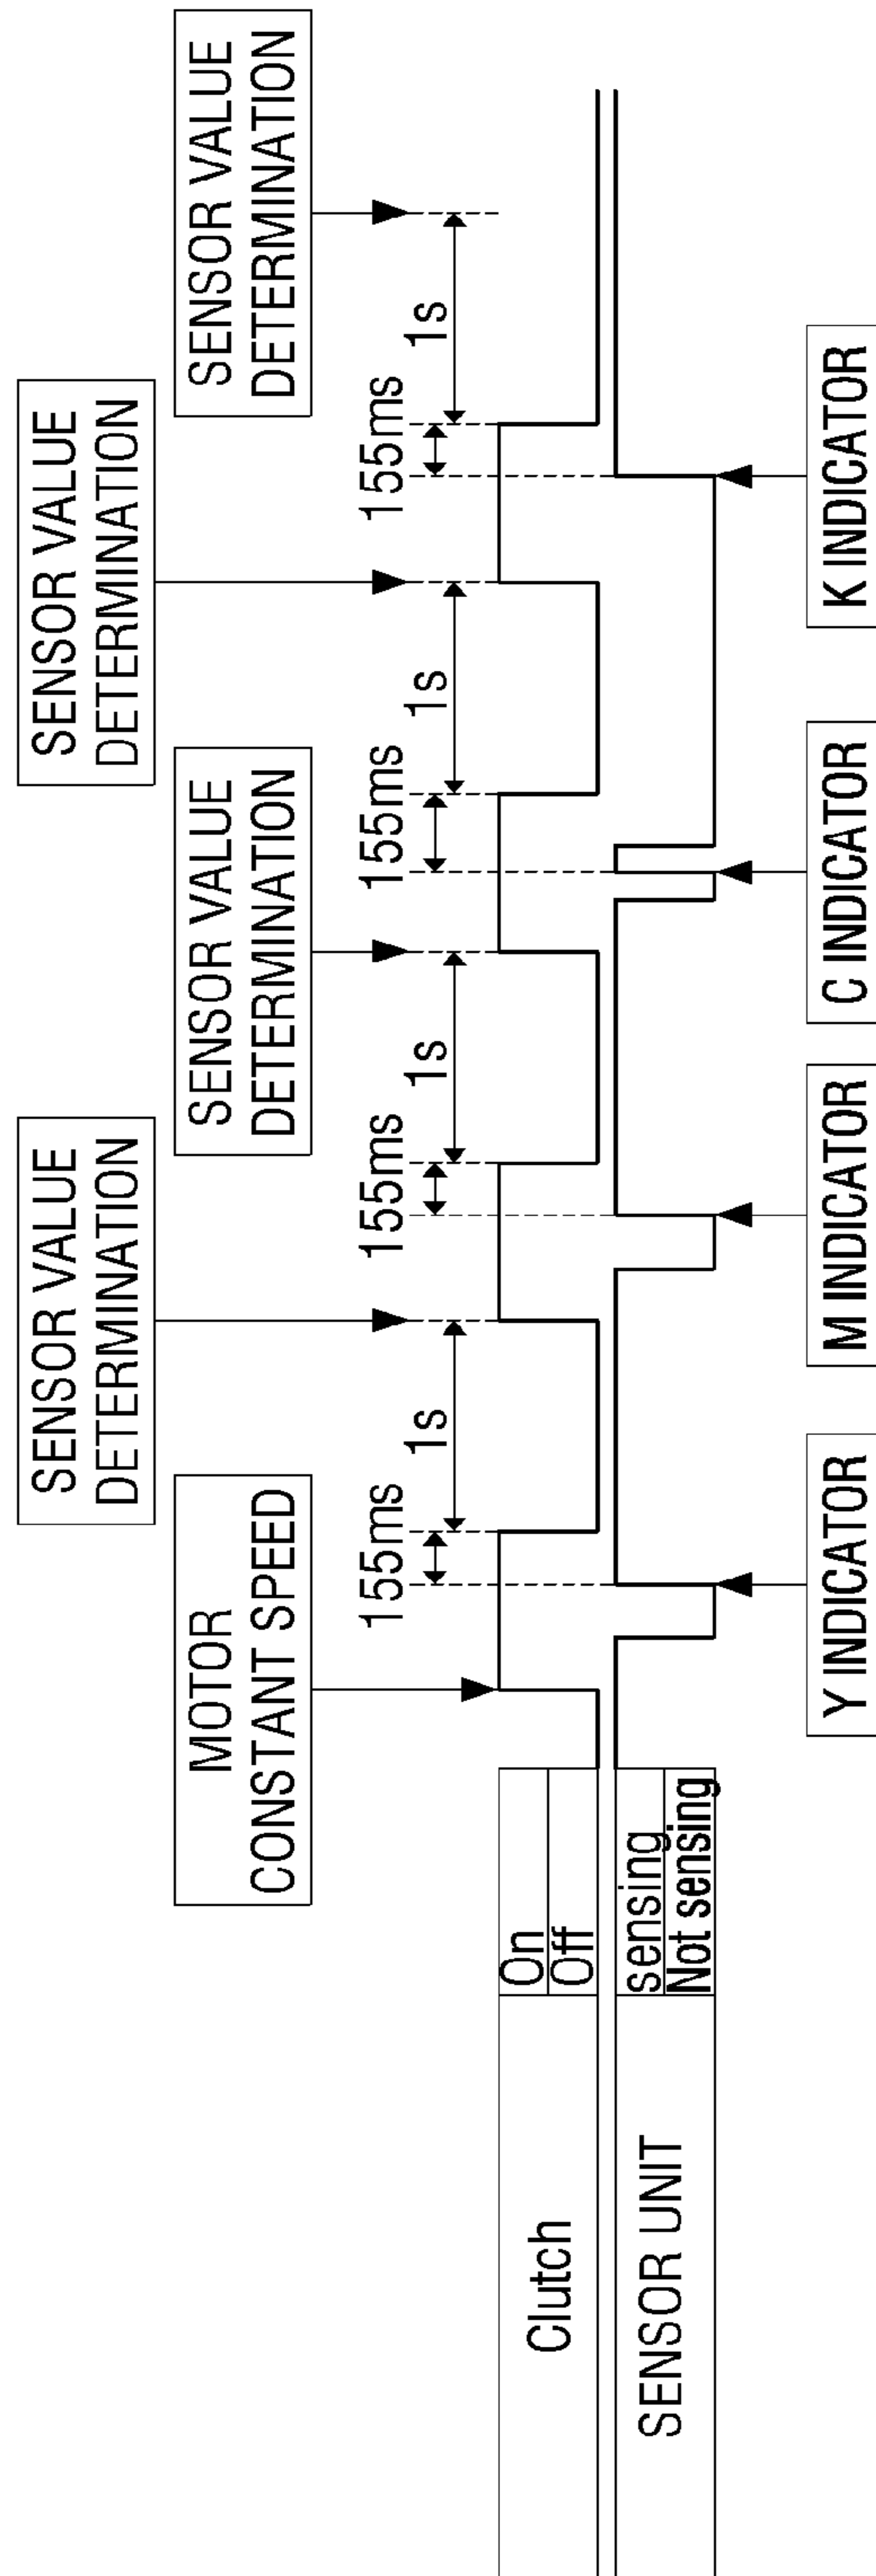 MOTOR
CONSTANT SPEED
SENSOR VALUE
DETERMINATION
SENSOR VALUE
DETERMINATION
SENSOR VALUE
DETERMINATION
SENSOR VALUE
DETERMINATION
155ms
1s
155ms
1s
155ms
1s
155ms
1s
Clutch
On
Off
SENSOR UNIT
sensing
Not sensing
Y INDICATOR
M INDICATOR
C INDICATOR
K INDICATOR